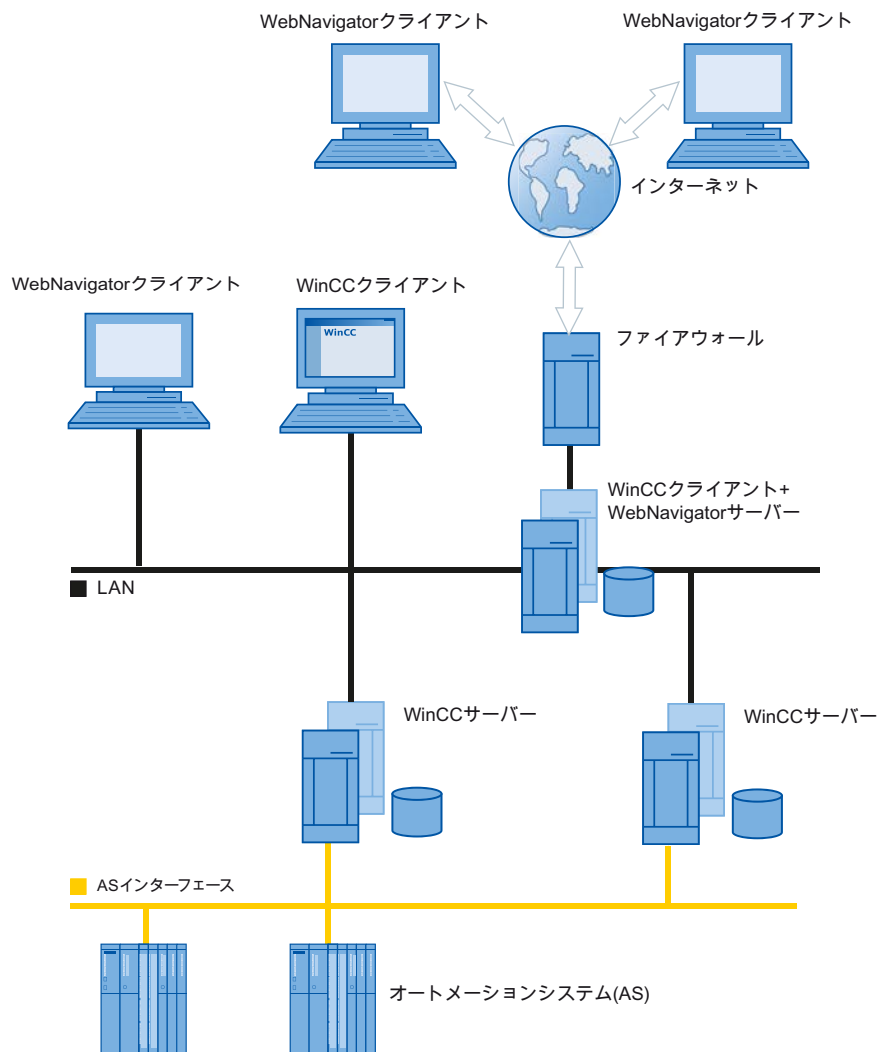 WebNavigatorクライアント
WebNavigatorクライアント
インターネット
WebNavigatorクライアント
WinCCクライアント
WinCC
ファイアウォール
WinCCクライアント+
WebNavigatorサーバー
LAN
WinCCサーバー
WinCCサーバー
ASインターフェース
オートメーションシステム(AS)